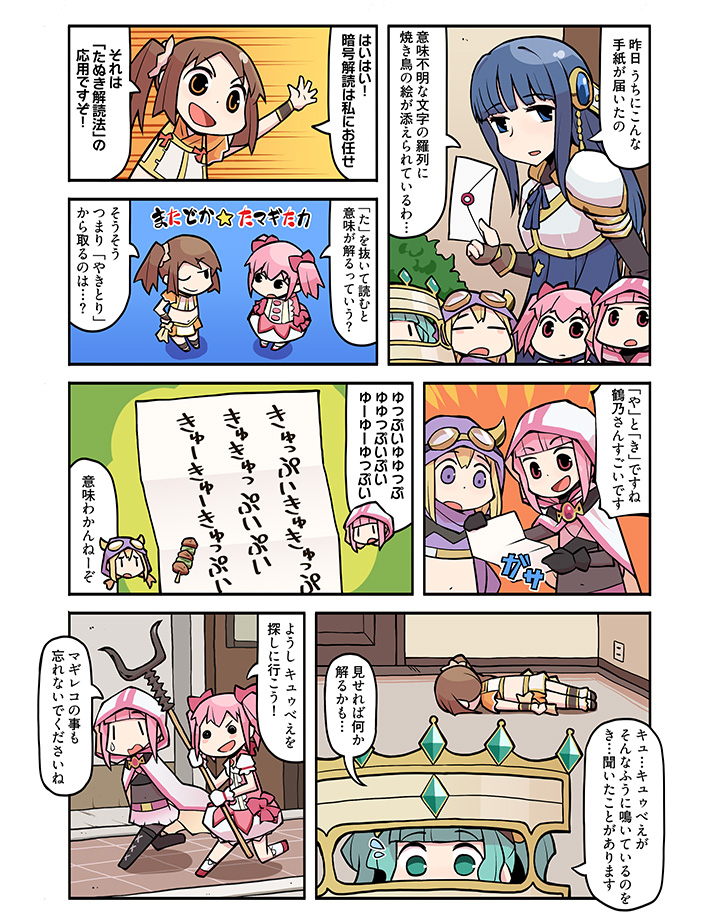 昨日 うちにこんな
手紙が届いたの
意味不明な文字の羅列に
焼き鳥の絵が添えられているわ…
はいはい!
暗号解読は私にお任せ
それは
「たぬき解読法」の
応用ですぞ!
またどか☆たマギたカ
「た」を抜いて読むと
意味が解るっていう?
そうそう
つまり「やきとり」
から取るのは…?
「や」と「き」ですね
鶴乃さんすごいです
ガサ
ゆっぷいゆゆっぷ
ゆゆっぷいぷい
ゆーゆーゆっぷい
きゅっぷいきゅきゅっぷい
きゅきゅっぷいぷい
きゅーきゅーきゅっぷい
意味わかんねーぞ
キュ…キュゥべえが
そんなふうに鳴いているのを
き…聞いたことがあります
見せれば何か
解るかも…
ようし キュゥべえを
探しに行こう!
マギレコの事も
忘れないでくださいね